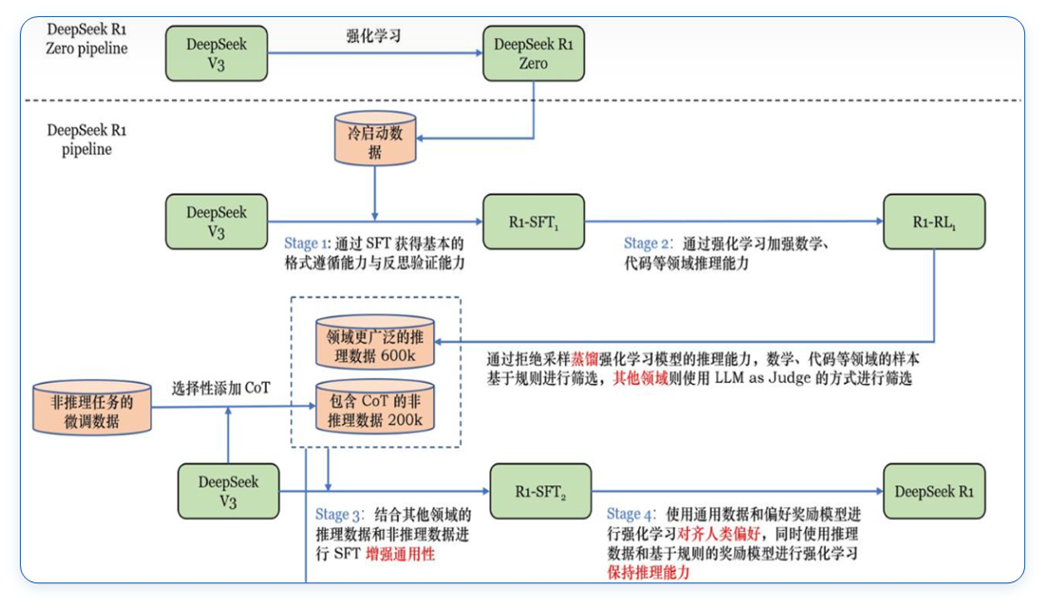 DeepSeek R1
Zero pipeline
DeepSeek
V3
强化学习
DeepSeek R1
Zero
DeepSeek R1
pipeline
冷启动数
据
DeepSeek
V3
R1-SFT₁
R1-RL₁
Stage 1: 通过 SFT 获得基本的
格式遵循能力与反思验证能力
Stage 2：通过强化学习加强数学、
代码等领域推理能力
领域更广泛的推
理数据 600k
通过拒绝采样蒸馏强化学习模型的推理能力，数学、代码等领域的样本
基于规则进行筛选，其他领域则使用 LLM as Judge 的方式进行筛选
非推理任务的
微调数据
选择性添加 CoT
包含 CoT 的非
推理数据 200k
DeepSeek
V3
R1-SFT₂
DeepSeek R1
Stage 3：结合其他领域的
推理数据和非推理数据进
行 SFT 增强通用性
Stage 4：使用通用数据和偏好奖励模型进
行强化学习对齐人类偏好，同时使用推理
数据和基于规则的奖励模型进行强化学习
保持推理能力